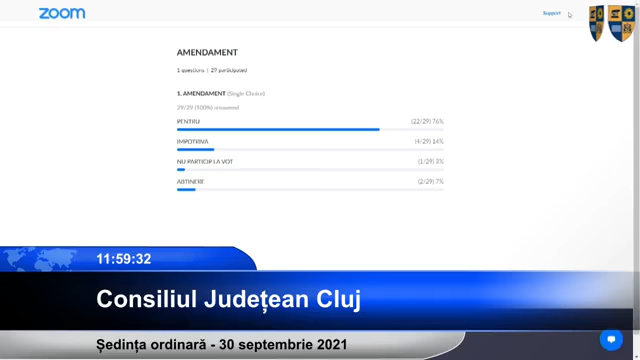 zoom
Support
AMENDAMENT
1 questions | 29 participated
1. AMENDAMENT (Single Choice)
29/29 (100%) answered
PENTRU (22/29) 76%
IMPOTRIVA (4/29) 14%
NU PARTICIP LA VOT (1/29) 3%
ABTINERE (2/29) 7%
11:59:32
Consiliul Județean Cluj
Ședința ordinară - 30 septembrie 2021